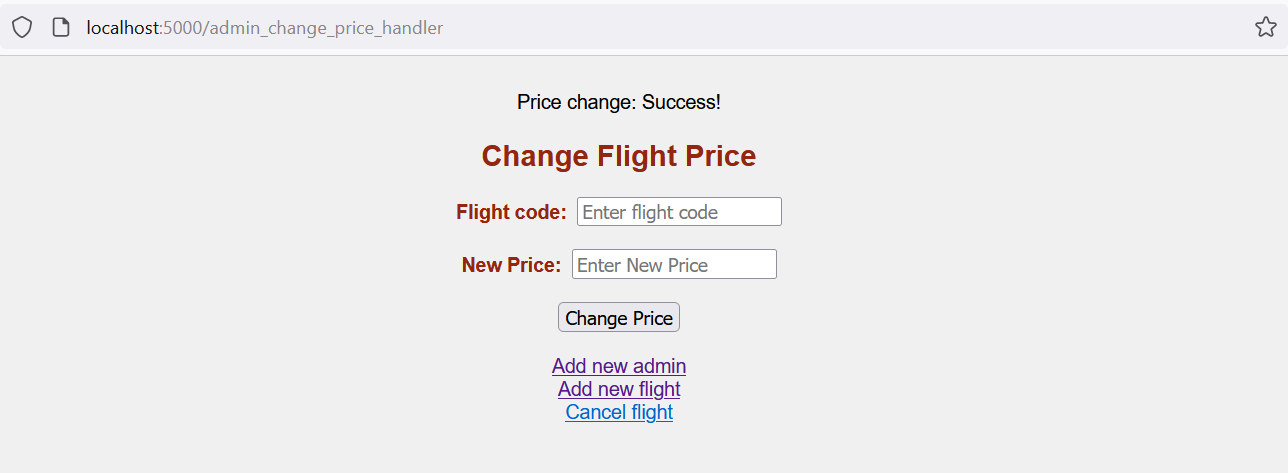 localhost:5000/admin_change_price_handler
Price change: Success!
Change Flight Price
Flight code: Enter flight code
New Price: Enter New Price
Change Price
Add new admin
Add new flight
Cancel flight